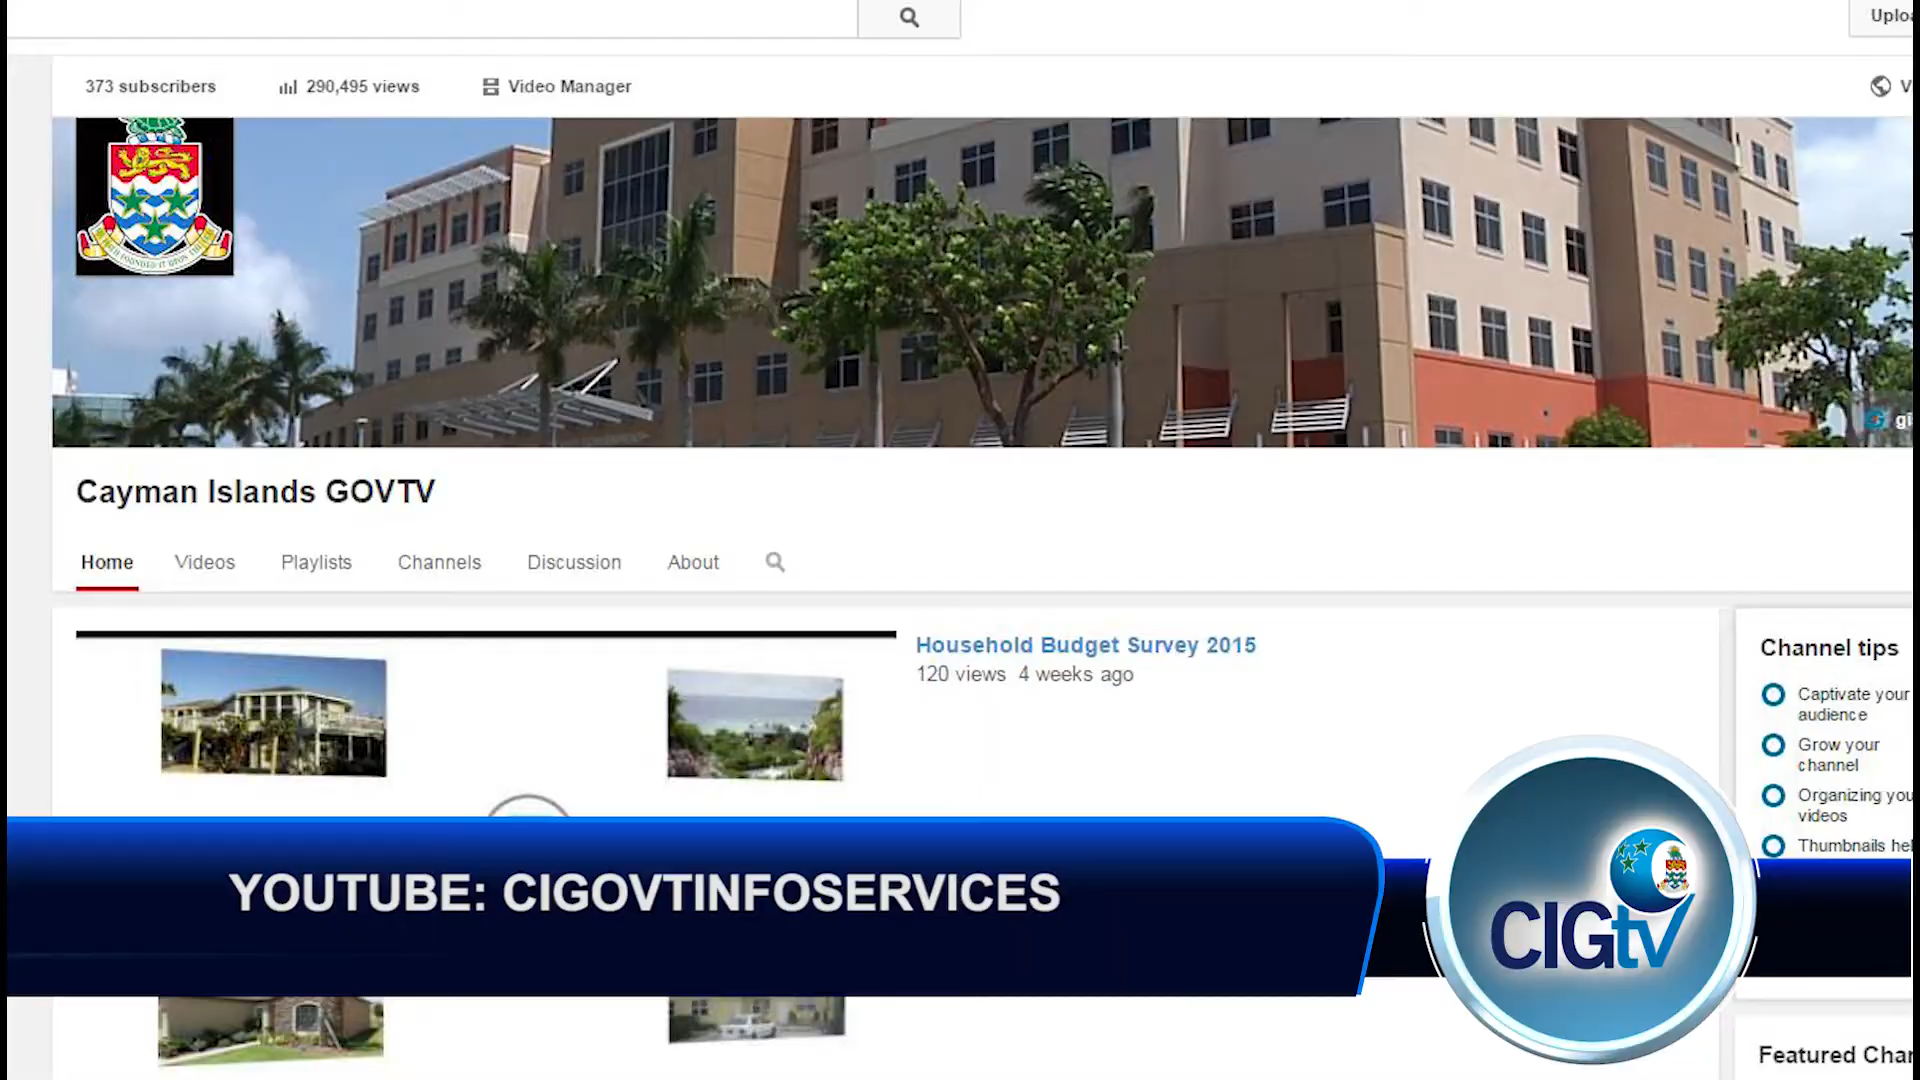 Uplo
373 subscribers
290,495 views
Video Manager
V
gi
Cayman Islands GOVTV
Home
Videos
Playlists
Channels
Discussion
About
Household Budget Survey 2015
120 views 4 weeks ago
Channel tips
Captivate your
audience
Grow your
channel
Organizing you
videos
Thumbnails hel
YOUTUBE: CIGOVTINFOSERVICES
CIGtv
Featured Char